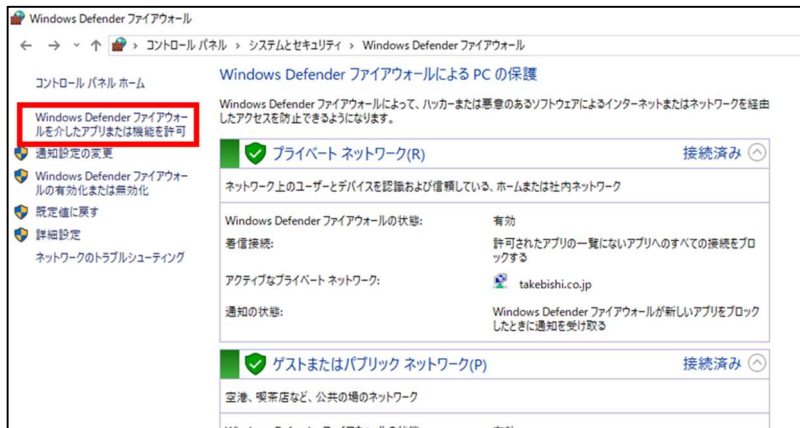 Windows Defender ファイアウォール
コントロール パネル › システムとセキュリティ › Windows Defender ファイアウォール
コントロール パネル ホーム
Windows Defender ファイアウォー
ルを介したアプリまたは機能を許可
通知設定の変更
Windows Defender ファイアウォー
ルの有効化または無効化
既定値に戻す
詳細設定
ネットワークのトラブルシューティング
Windows Defender ファイアウォールによる PC の保護
Windows Defender ファイアウォールによって、ハッカーまたは悪意のあるソフトウェアによるインターネットまたはネットワークを経由
したアクセスを防止できるようになります。
プライベート ネットワーク(R) 接続済み
ネットワーク上のユーザーとデバイスを認識および信頼している、ホームまたは社内ネットワーク
Windows Defender ファイアウォールの状態: 有効
着信接続: 許可されたアプリの一覧にないアプリへのすべての接続をブロ
ックする
アクティブなプライベート ネットワーク: takebishi.co.jp
通知の状態: Windows Defender ファイアウォールが新しいアプリをブロック
したときに通知を受け取る
ゲストまたはパブリック ネットワーク(P) 接続済み
空港、喫茶店など、公共の場のネットワーク